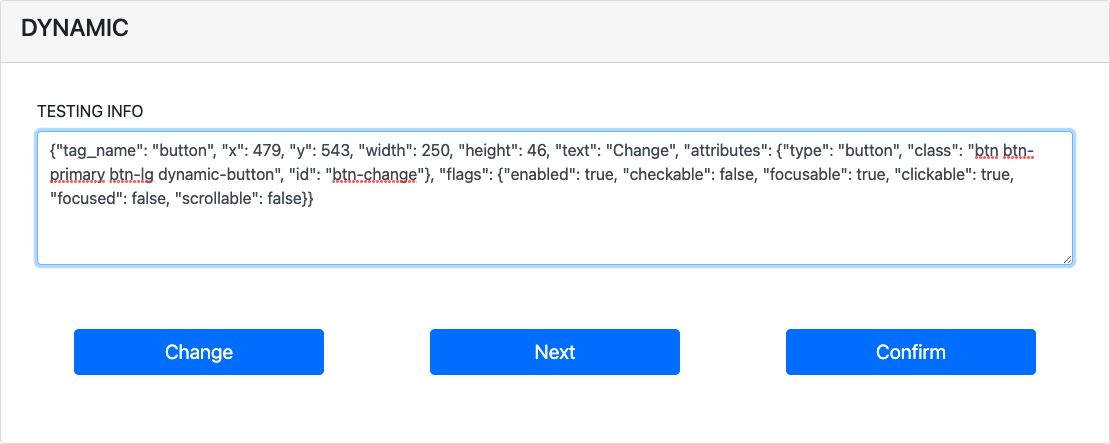 DYNAMIC
TESTING INFO
{"tag_name": "button", "x": 479, "y": 543, "width": 250, "height": 46, "text": "Change", "attributes": {"type": "button", "class": "btn btn-
primary btn-lg dynamic-button", "id": "btn-change"}, "flags": {"enabled": true, "checkable": false, "focusable": true, "clickable": true,
"focused": false, "scrollable": false}}
Change
Next
Confirm